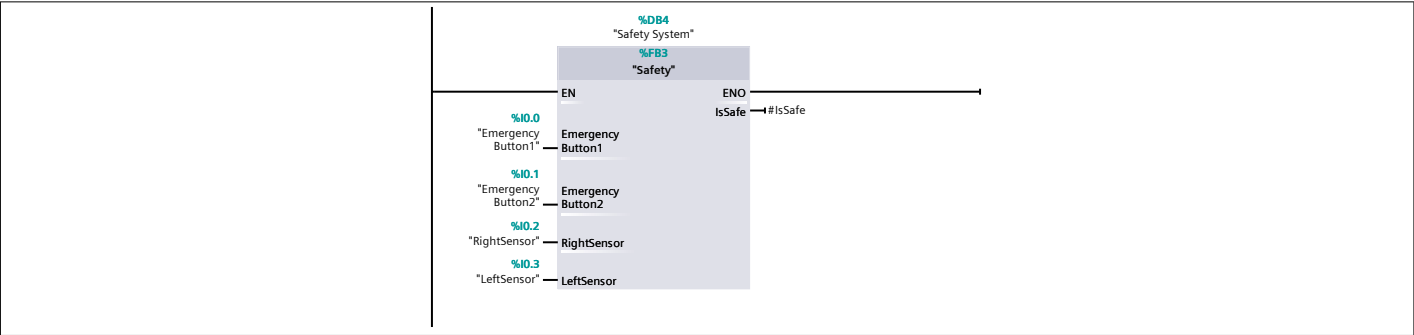 %DB4
"Safety System"
%FB3
"Safety"
EN ENO
IsSafe #IsSafe
%I0.0
"Emergency Button1" Emergency Button1
%I0.1
"Emergency Button2" Emergency Button2
%I0.2
"RightSensor" RightSensor
%I0.3
"LeftSensor" LeftSensor